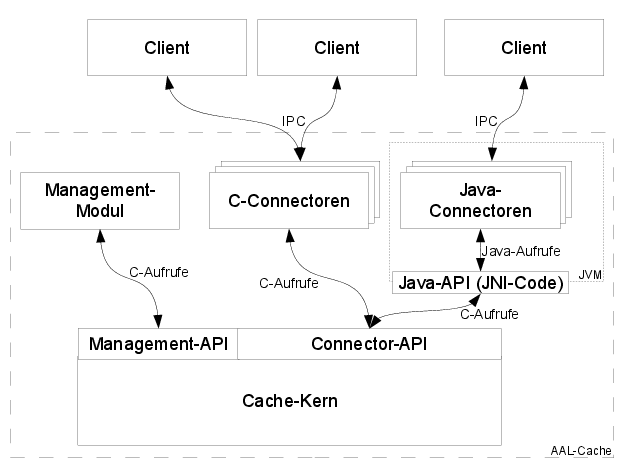 Client
Client
Client
IPC
IPC
Management-
Modul
C-Connectoren
Java-
Connectoren
Java-Aufrufe
C-Aufrufe
C-Aufrufe
JVM
Java-API (JNI-Code)
C-Aufrufe
Management-API
Connector-API
Cache-Kern
AAL-Cache